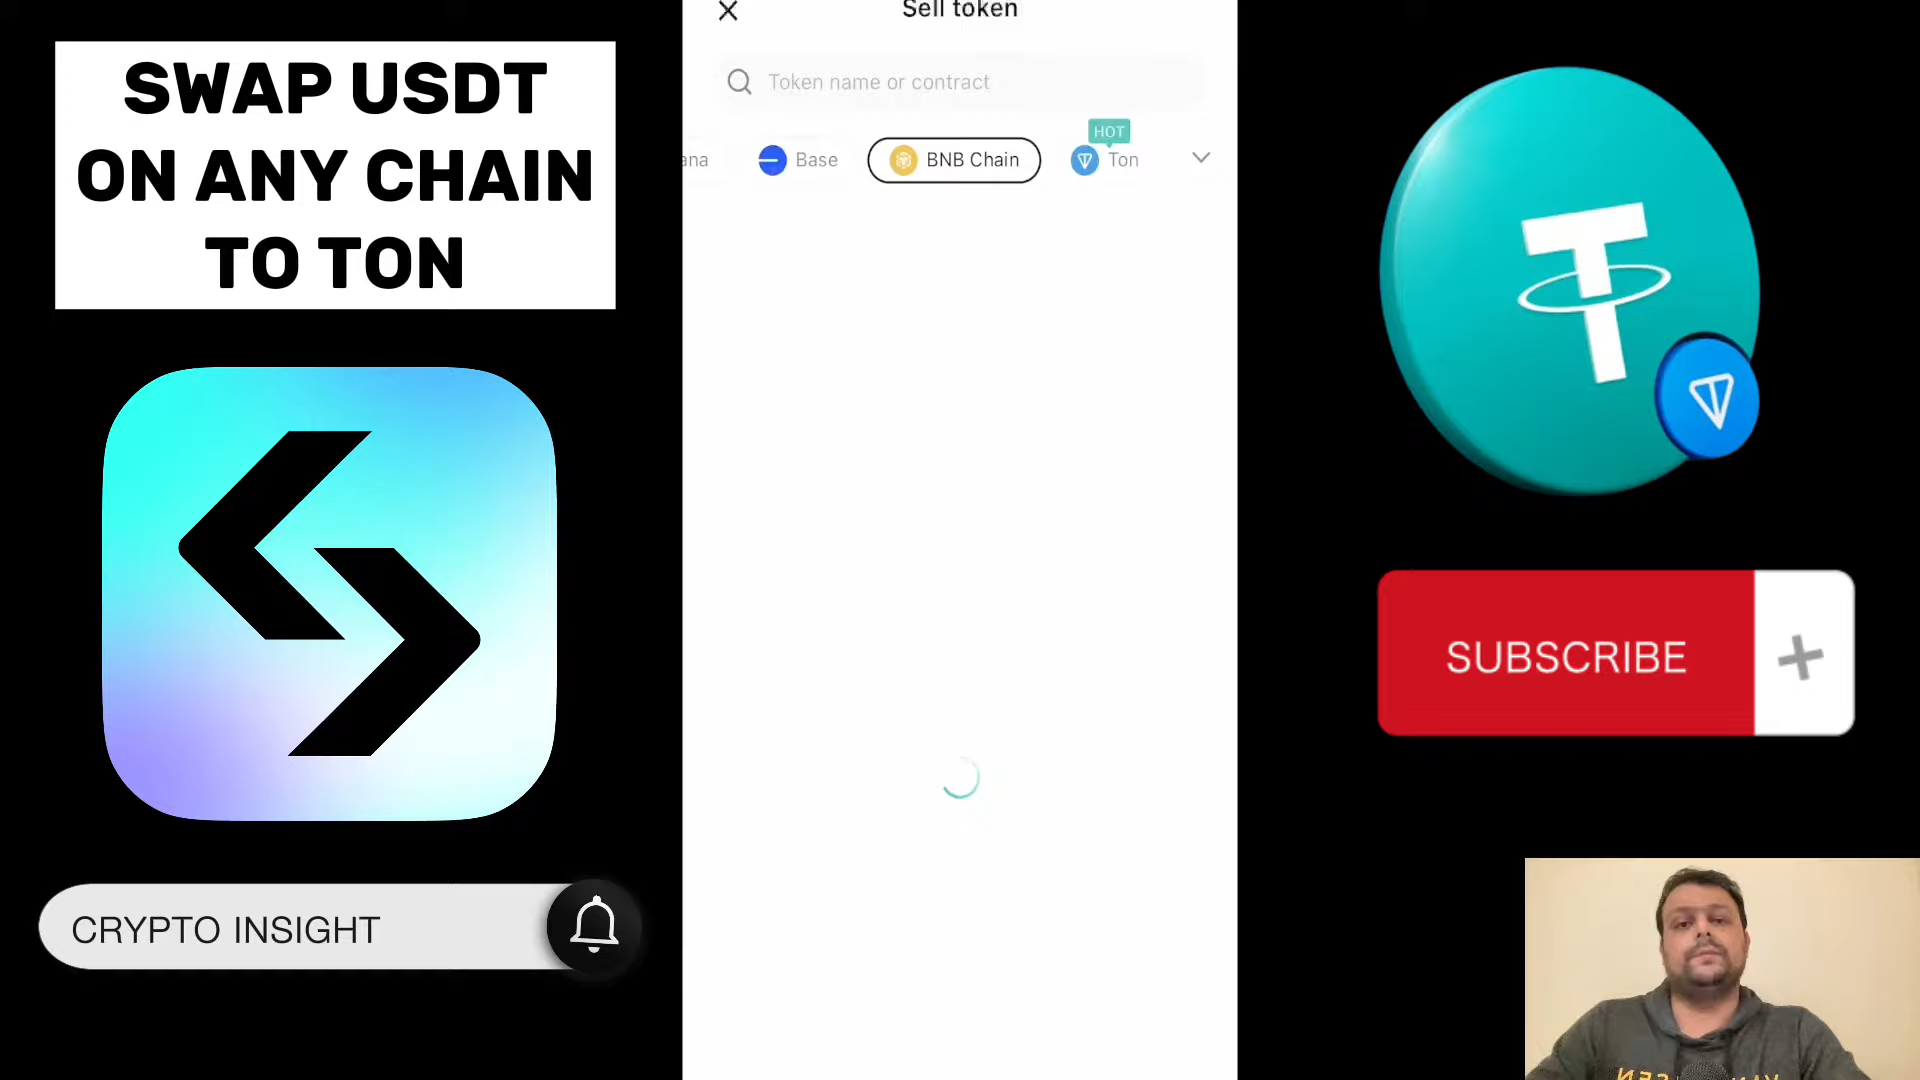 SWAP USDT
ON ANY CHAIN
TO TON
CRYPTO INSIGHT
Sell token
Token name or contract
ana
Base
BNB Chain
HOT
Ton
SUBSCRIBE